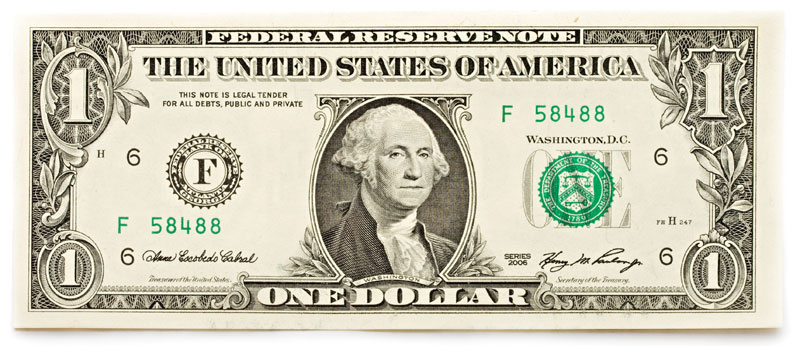 FEDERAL RESERVE NOTE
THE UNITED STATES OF AMERICA
1
1
THIS NOTE IS LEGAL TENDER
FOR ALL DEBTS, PUBLIC AND PRIVATE
F 58488
WASHINGTON, D.C.
H 6
F
6
ONE
THE DEPARTMENT OF THE TREASURY
1789
F 58488
FW H 247
6
Anna Escobedo Cabral
Treasurer of the United States.
WASHINGTON
SERIES
2006
Henry M. Paulson, Jr.
Secretary of the Treasury.
6
1
ONE DOLLAR
1